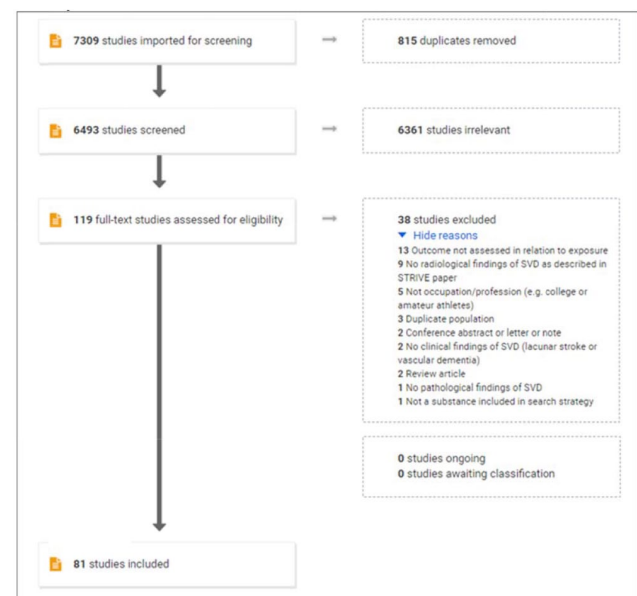 7309 studies imported for screening
815 duplicates removed
6493 studies screened
6361 studies irrelevant
119 full-text studies assessed for eligibility
38 studies excluded
Hide reasons
13 Outcome not assessed in relation to exposure
9 No radiological findings of SVD as described in
STRIVE paper
5 Not occupation/profession (e.g. college or
amateur athletes)
3 Duplicate population
2 Conference abstract or letter or note
2 No clinical findings of SVD (lacunar stroke or
vascular dementia)
2 Review article
1 No pathological findings of SVD
1 Not a substance included in search strategy
0 studies ongoing
0 studies awaiting classification
81 studies included